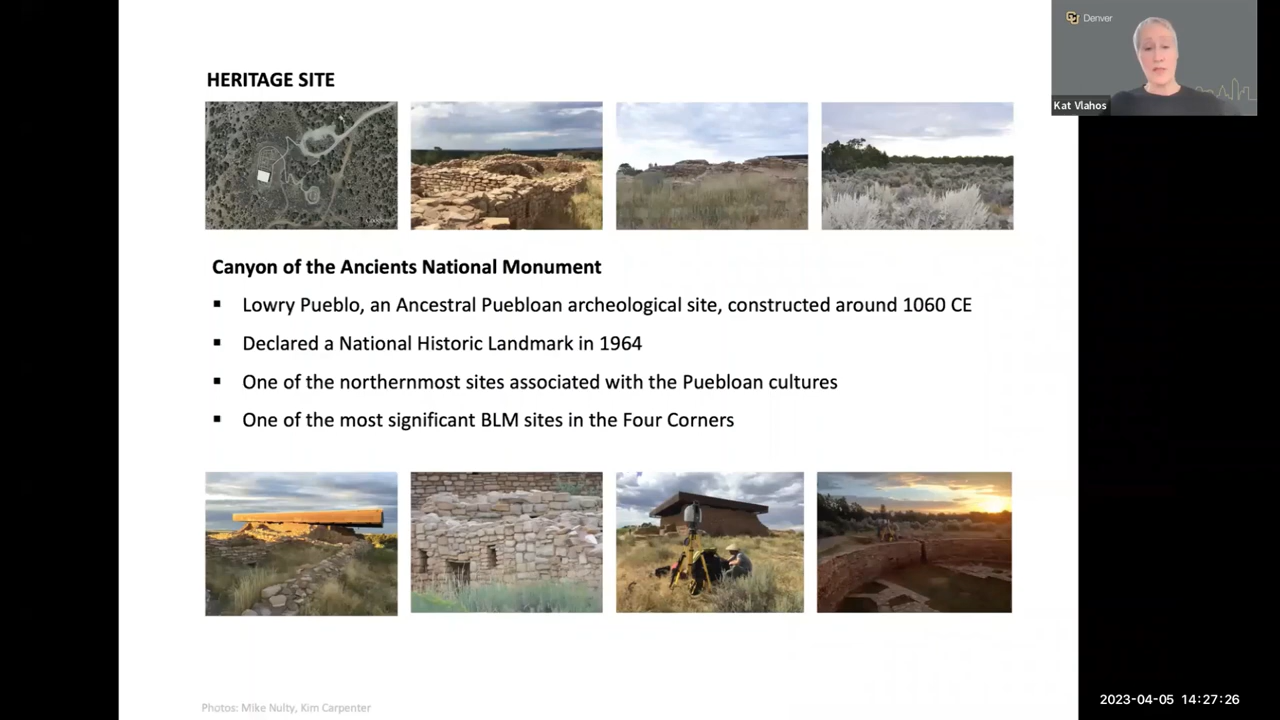 Denver
Kat Vlahos
HERITAGE SITE
Canyon of the Ancients National Monument
Lowry Pueblo, an Ancestral Puebloan archeological site, constructed around 1060 CE
Declared a National Historic Landmark in 1964
One of the northernmost sites associated with the Puebloan cultures
One of the most significant BLM sites in the Four Corners
Photos: Mike Nulty, Kim Carpenter
2023-04-05 14:27:26